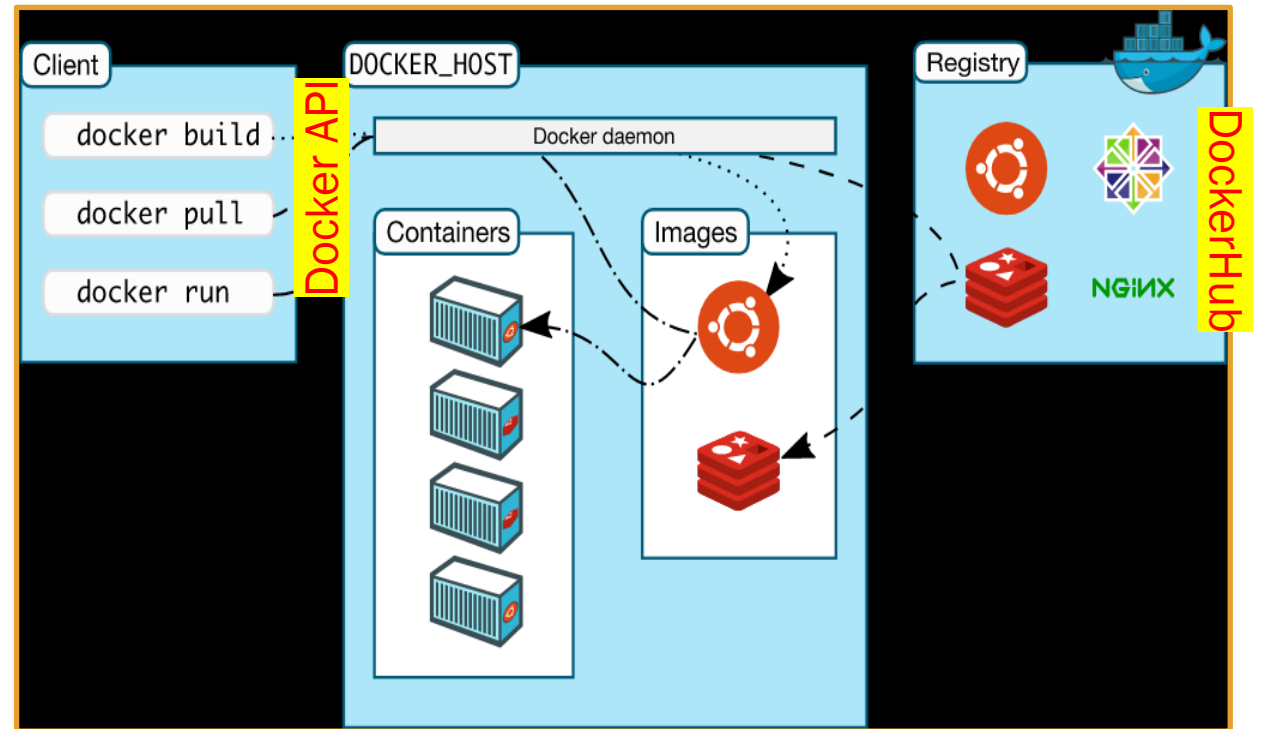 Client
docker build
docker pull
docker run
Docker API
DOCKER_HOST
Docker daemon
Containers
Images
Registry
NGiNX
DockerHub